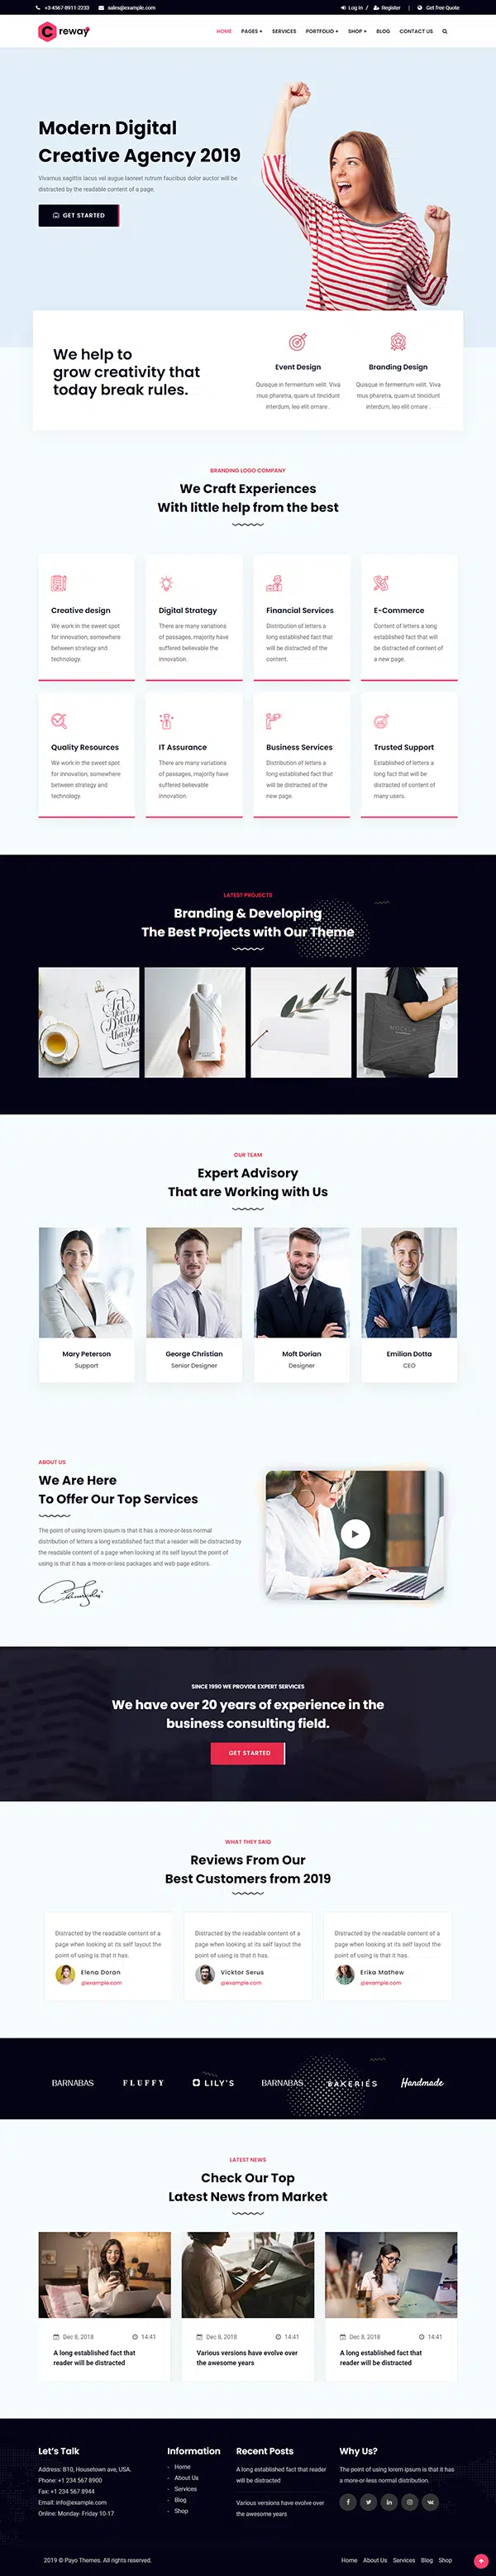 +3-4567-8911-2233 sales@example.com Log In / Register | Get free Quote
Creway HOME PAGES + SERVICES PORTFOLIO + SHOP + BLOG CONTACT US
Modern Digital
Creative Agency 2019
Vivamus sagittis lacus vel augue laoreet rutrum faucibus dolor auctor will be
distracted by the readable content of a page.
GET STARTED
We help to
grow creativity that
today break rules.
Event Design
Quisque in fermentum velit. Viva
mus pharetra, quam ut tincidunt
interdum, leo elit ornare .
Branding Design
Quisque in fermentum velit. Viva
mus pharetra, quam ut tincidunt
interdum, leo elit ornare .
BRANDING LOGO COMPANY
We Craft Experiences
With little help from the best
Creative design
We work in the sweet spot
for innovation, somewhere
between strategy and
technology.
Digital Strategy
There are many variations
of passages, majority have
suffered believable the
innovation.
Financial Services
Distribution of letters a
long established fact that
will be distracted of the
content.
E-Commerce
Content of letters a long
established fact that will
be distracted of content of
a new page.
Quality Resources
We work in the sweet spot
for innovation, somewhere
between strategy and
technology.
IT Assurance
There are many variations
of passages, majority have
suffered believable
innovation.
Business Services
Distribution of letters a
long established fact that
will be distracted of the
new page.
Trusted Support
Established of letters a
long fact that will be
distracted of content of
many users.
LATEST PROJECTS
Branding & Developing
The Best Projects with Our Theme
OUR TEAM
Expert Advisory
That are Working with Us
Mary Peterson
Support
George Christian
Senior Designer
Moft Dorian
Designer
Emilian Dotta
CEO
ABOUT US
We Are Here
To Offer Our Top Services
The point of using lorem ipsum is that it has a more-or-less normal
distribution of letters a long established fact that a reader will be distracted by
the readable content of a page when looking at its self layout the point of
using is that it has a more-or-less packages and web page editors.
SINCE 1990 WE PROVIDE EXPERT SERVICES
We have over 20 years of experience in the
business consulting field.
GET STARTED
WHAT THEY SAID
Reviews From Our
Best Customers from 2019
Distracted by the readable content of a
page when looking at its self layout the
point of using is that it has.
Elena Doran
@example.com
Distracted by the readable content of a
page when looking at its self layout the
point of using is that it has.
Vicktor Serus
@example.com
Distracted by the readable content of a
page when looking at its self layout the
point of using is that it has.
Erika Mathew
@example.com
BARNABAS FLUFFY LILY'S BARNABAS BAKERIES Handmade
LATEST NEWS
Check Our Top
Latest News from Market
Dec 8, 2018 14:41
A long established fact that
reader will be distracted
Dec 8, 2018 14:41
Various versions have evolve over
the awesome years
Dec 8, 2018 14:41
A long established fact that
reader will be distracted
Let's Talk
Address: B10, Housetown ave, USA.
Phone: +1 234 567 8900
Fax: +1 234 567 8944
Email: info@example.com
Online: Monday- Friday 10-17
Information
- Home
- About Us
- Services
- Blog
- Shop
Recent Posts
A long established fact that reader
will be distracted
Various versions have evolve over
the awesome years
Why Us?
The point of using lorem ipsum is that it has
a more-or-less normal distribution.
2019 © Payo Themes. All rights reserved.
Home About Us Services Blog Shop